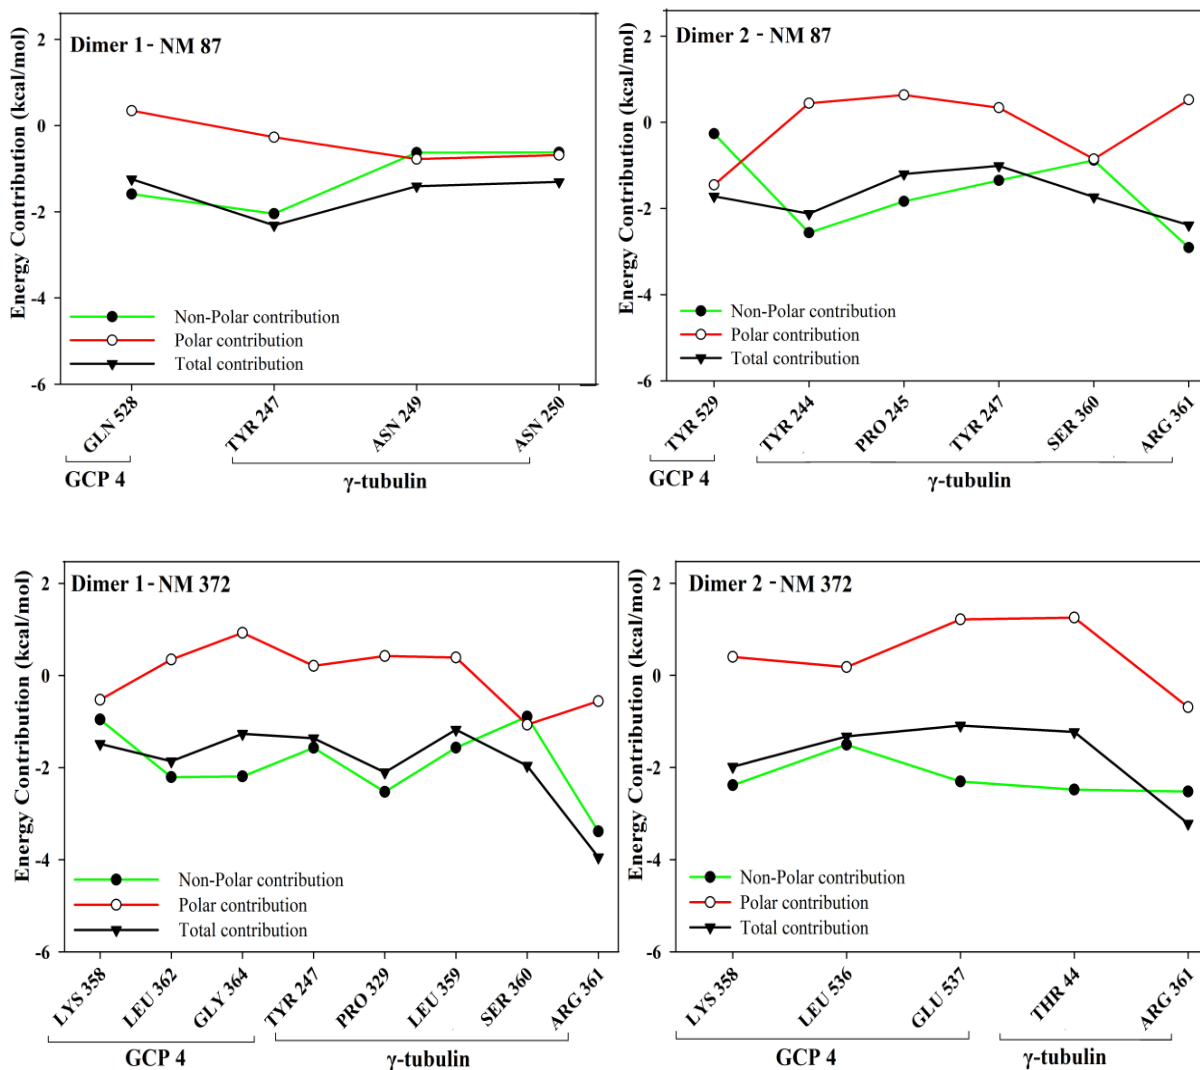 Dimer 1 - NM 87
Energy Contribution (kcal/mol)
2
0
-2
-4
-6
Non-Polar contribution
Polar contribution
Total contribution
GLN 528
TYR 247
ASN 249
ASN 250
GCP 4
γ-tubulin
Dimer 2 - NM 87
Energy Contribution (kcal/mol)
2
0
-2
-4
-6
Non-Polar contribution
Polar contribution
Total contribution
TYR 529
TYR 244
PRO 245
TYR 247
SER 360
ARG 361
GCP 4
γ-tubulin
Dimer 1 - NM 372
Energy Contribution (kcal/mol)
2
0
-2
-4
-6
Non-Polar contribution
Polar contribution
Total contribution
LYS 358
LEU 362
GLY 364
TYR 247
PRO 329
LEU 359
SER 360
ARG 361
GCP 4
γ-tubulin
Dimer 2 - NM 372
Energy Contribution (kcal/mol)
2
0
-2
-4
-6
Non-Polar contribution
Polar contribution
Total contribution
LYS 358
LEU 536
GLU 537
THR 44
ARG 361
GCP 4
γ-tubulin